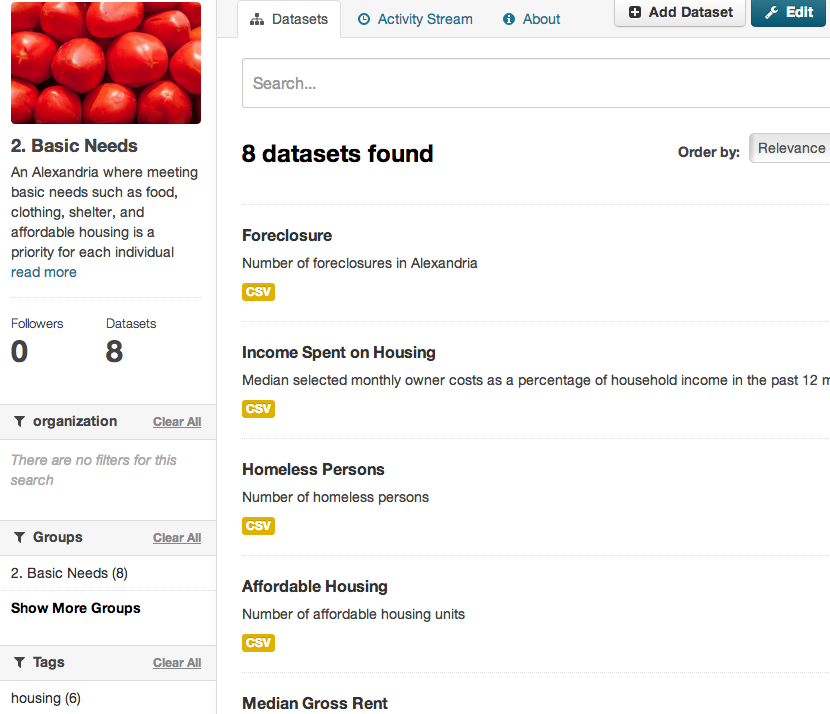 2. Basic Needs
An Alexandria where meeting
basic needs such as food,
clothing, shelter, and
affordable housing is a
priority for each individual
read more
Followers Datasets
0 8
organization Clear All
There are no filters for this
search
Groups Clear All
2. Basic Needs (8)
Show More Groups
Tags Clear All
housing (6)
Datasets Activity Stream About Add Dataset Edit
Search...
8 datasets found Order by: Relevance
Foreclosure
Number of foreclosures in Alexandria
CSV
Income Spent on Housing
Median selected monthly owner costs as a percentage of household income in the past 12 m
CSV
Homeless Persons
Number of homeless persons
CSV
Affordable Housing
Number of affordable housing units
CSV
Median Gross Rent